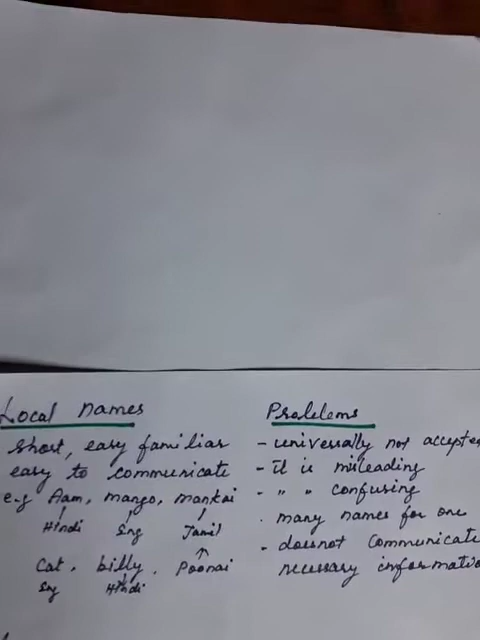 Local names
short, easy familiar
easy to communicate
e.g Aam, mango, mankai
Hindi Eng Tamil
Cat, billy, Poonai
Eng Hindi
Problems
- universally not accepte
- it is misleading
- " " confusing
. many names for one
- doesnot communicate
necessary informatio